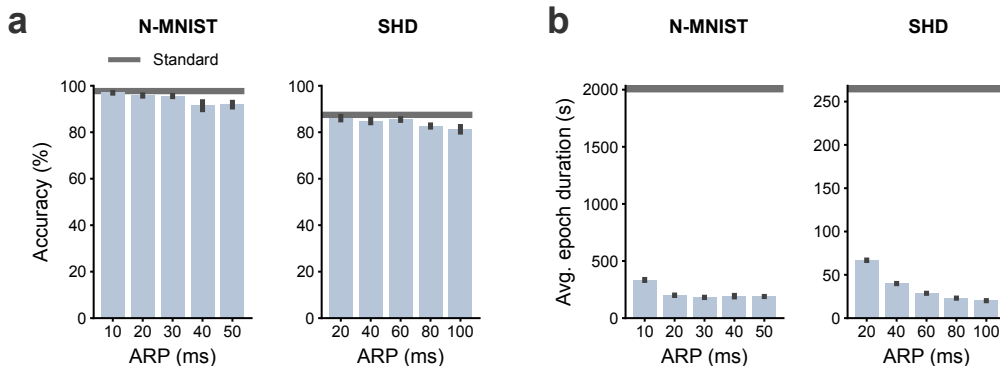 a
N-MNIST
SHD
Standard
Accuracy (%)
100
80
60
40
20
0
10 20 30 40 50
ARP (ms)
100
80
60
40
20
0
20 40 60 80 100
ARP (ms)
b
N-MNIST
SHD
Avg. epoch duration (s)
2000
1500
1000
500
0
10 20 30 40 50
ARP (ms)
250
200
150
100
50
0
20 40 60 80 100
ARP (ms)